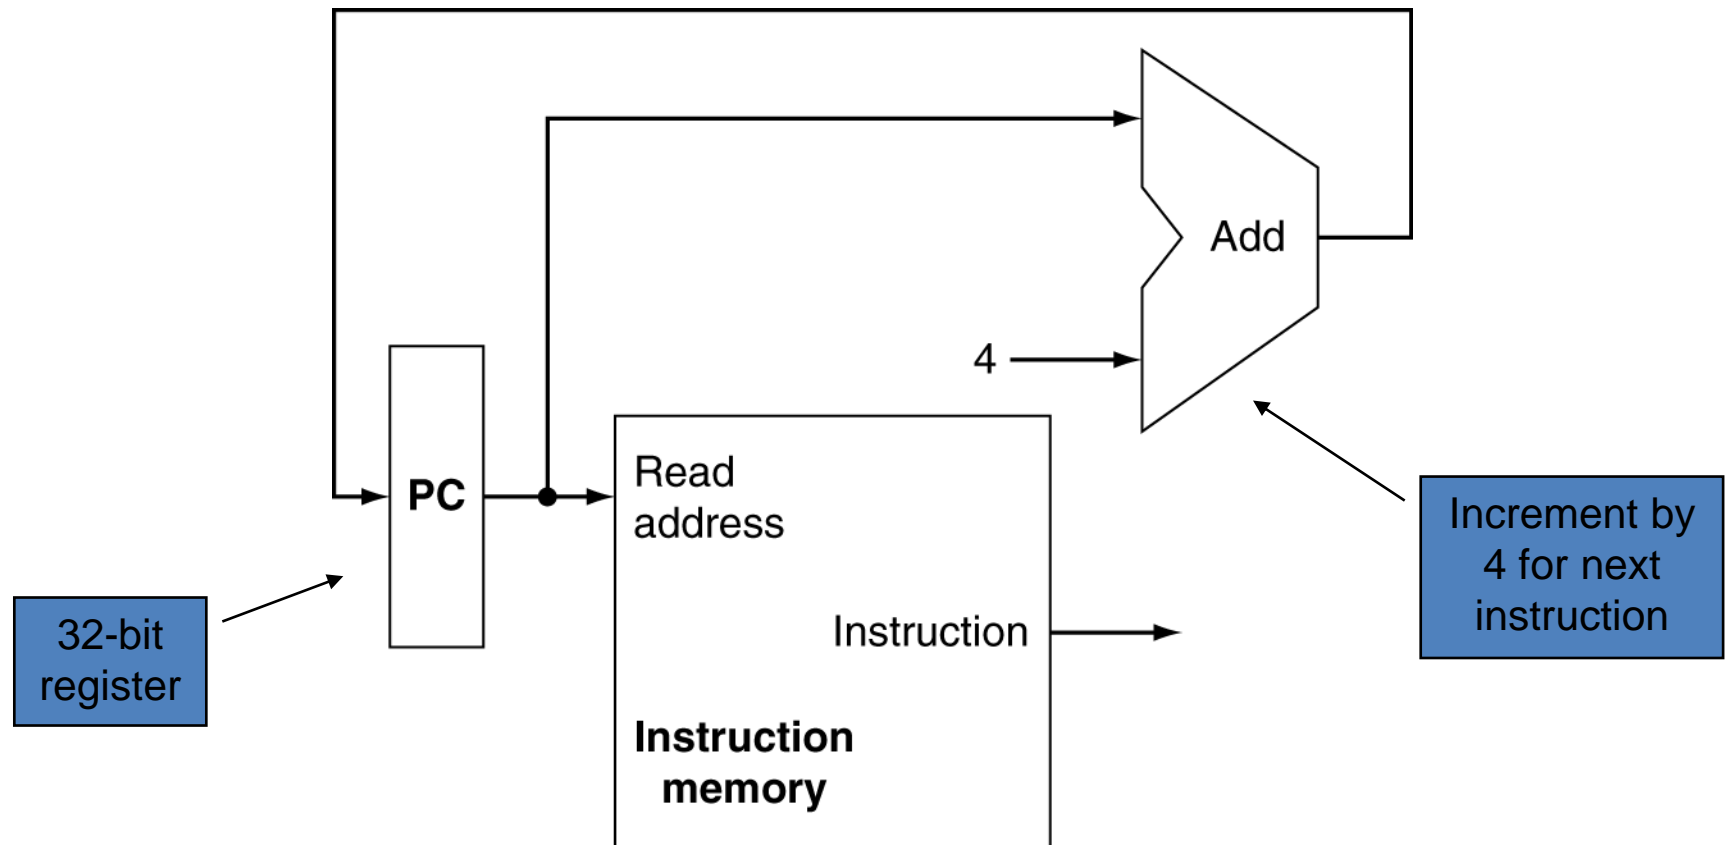 Add
4
PC
Read
address
Instruction
Instruction
memory
32-bit
register
Increment by
4 for next
instruction